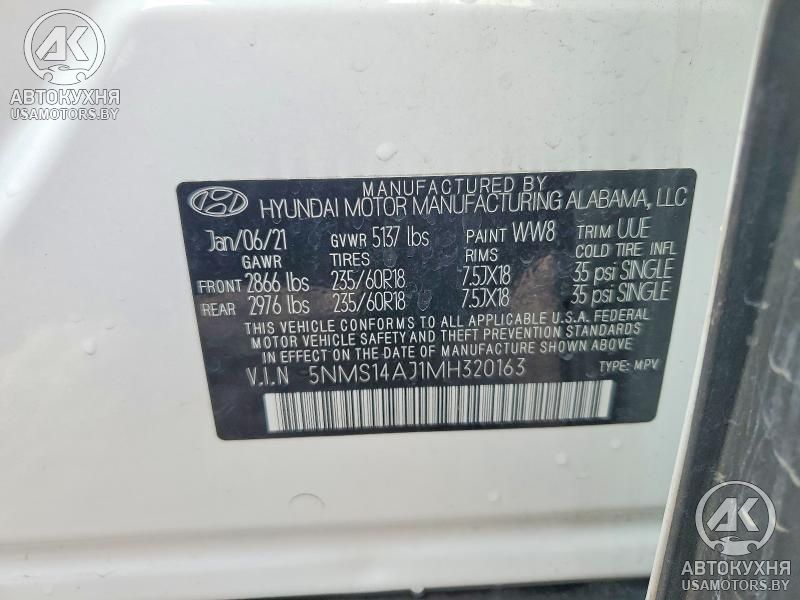 AK
АВТОКУХНЯ
USAMOTORS.BY
MANUFACTURED BY
HYUNDAI MOTOR MANUFACTURING ALABAMA, LLC
Jan/06/21 GVWR 5137 lbs PAINT WW8 TRIM UUE
GAWR TIRES RIMS COLD TIRE INFL
FRONT 2866 lbs 235/60R18 7.5JX18 35 psi SINGLE
REAR 2976 lbs 235/60R18 7.5JX18 35 psi SINGLE
THIS VEHICLE CONFORMS TO ALL APPLICABLE U.S.A. FEDERAL
MOTOR VEHICLE SAFETY AND THEFT PREVENTION STANDARDS
IN EFFECT ON THE DATE OF MANUFACTURE SHOWN ABOVE.
V.I.N 5NMS14AJ1MH320163 TYPE: MPV
AK
АВТОКУХНЯ
USAMOTORS.BY